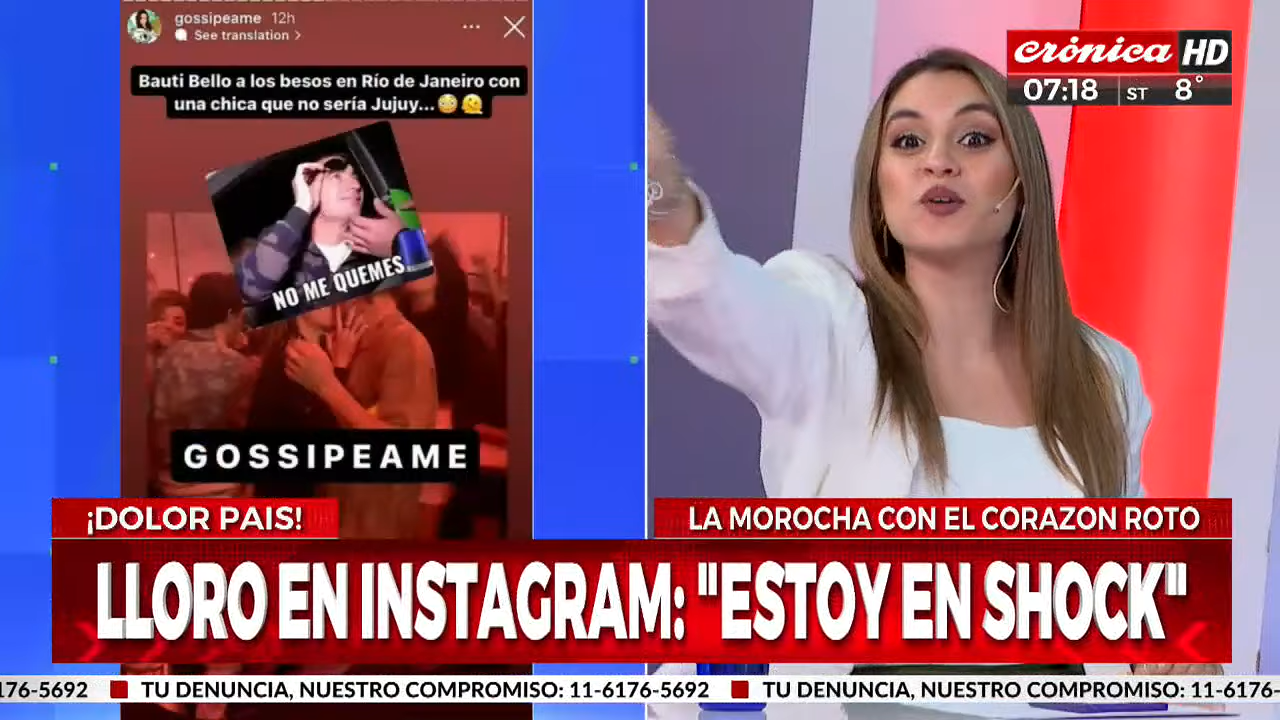 gossipeame 12h
See translation >
Bauti Bello a los besos en Río de Janeiro con
una chica que no sería Jujuy...😳🫠
NO ME QUEMES
GOSSIPEAME
crónica HD
07:18 ST 8°
¡DOLOR PAIS!
LA MOROCHA CON EL CORAZON ROTO
LLORO EN INSTAGRAM: "ESTOY EN SHOCK"
176-5692 TU DENUNCIA, NUESTRO COMPROMISO: 11-6176-5692 TU DENUNCIA, NUESTRO COMPROMISO: 11-6176-